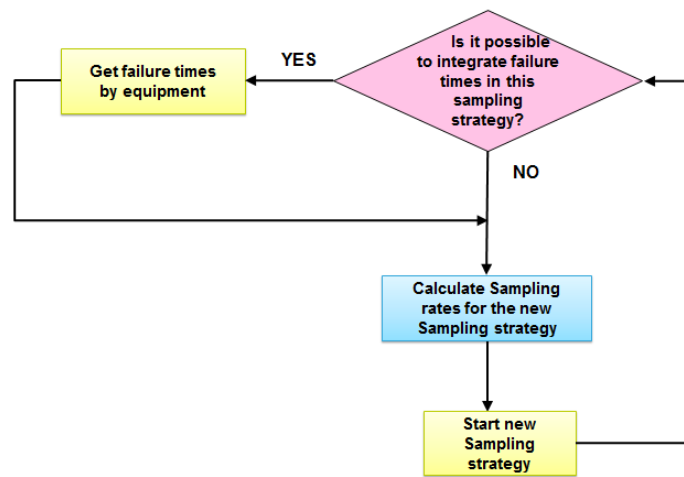 Is it possible
to integrate failure
times in this
sampling
strategy?
YES
Get failure times
by equipment
NO
Calculate Sampling
rates for the new
Sampling strategy
Start new
Sampling
strategy